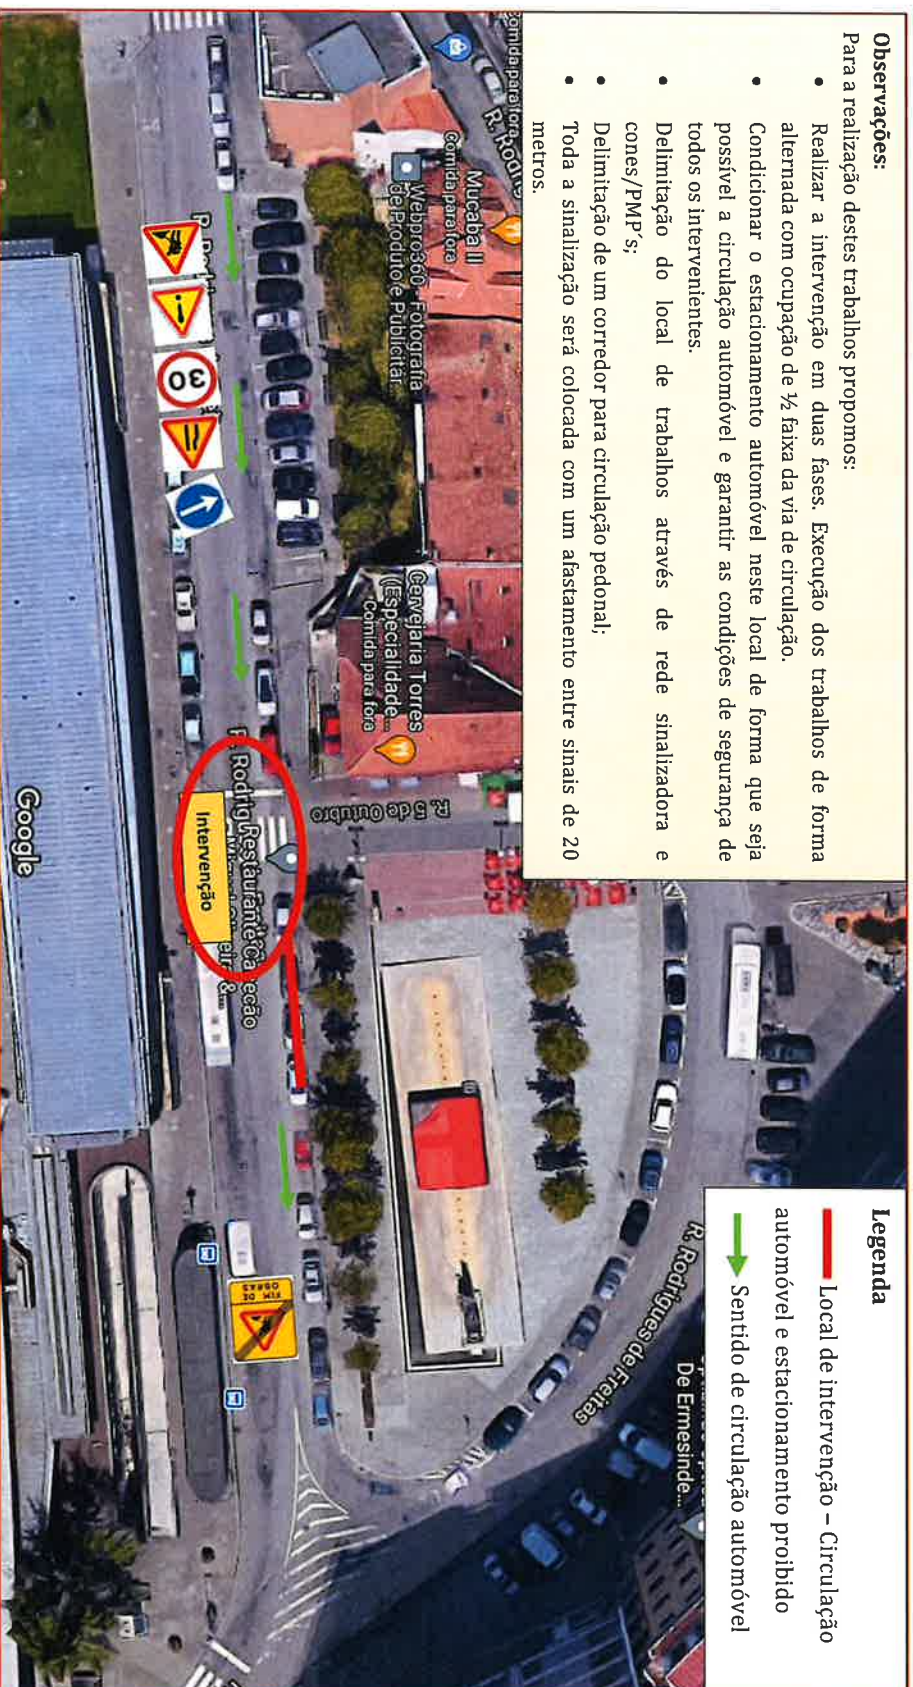 Observações:
Para a realização destes trabalhos propomos:
• Realizar a intervenção em duas fases. Execução dos trabalhos de forma
alternada com ocupação de ½ faixa da via de circulação.
• Condicionar o estacionamento automóvel neste local de forma que seja
possível a circulação automóvel e garantir as condições de segurança de
todos os intervenientes.
• Delimitação do local de trabalhos através de rede sinalizadora e
cones/PMP´s;
• Delimitação de um corredor para circulação pedonal;
• Toda a sinalização será colocada com um afastamento entre sinais de 20
metros.
Legenda
Local de intervenção – Circulação
automóvel e estacionamento proibido
Sentido de circulação automóvel
Comida para fora
Mucaba II
Comida para fora
Webpro360 - Fotografia
de Produto e Publicitár...
Cervejaria Torres
(Especialidade...
Comida para fora
R. 5 de Outubro
R. Rodrigues de Freitas
De Ermesinde...
30
Intervenção
FIM DE
OBRAS
Google